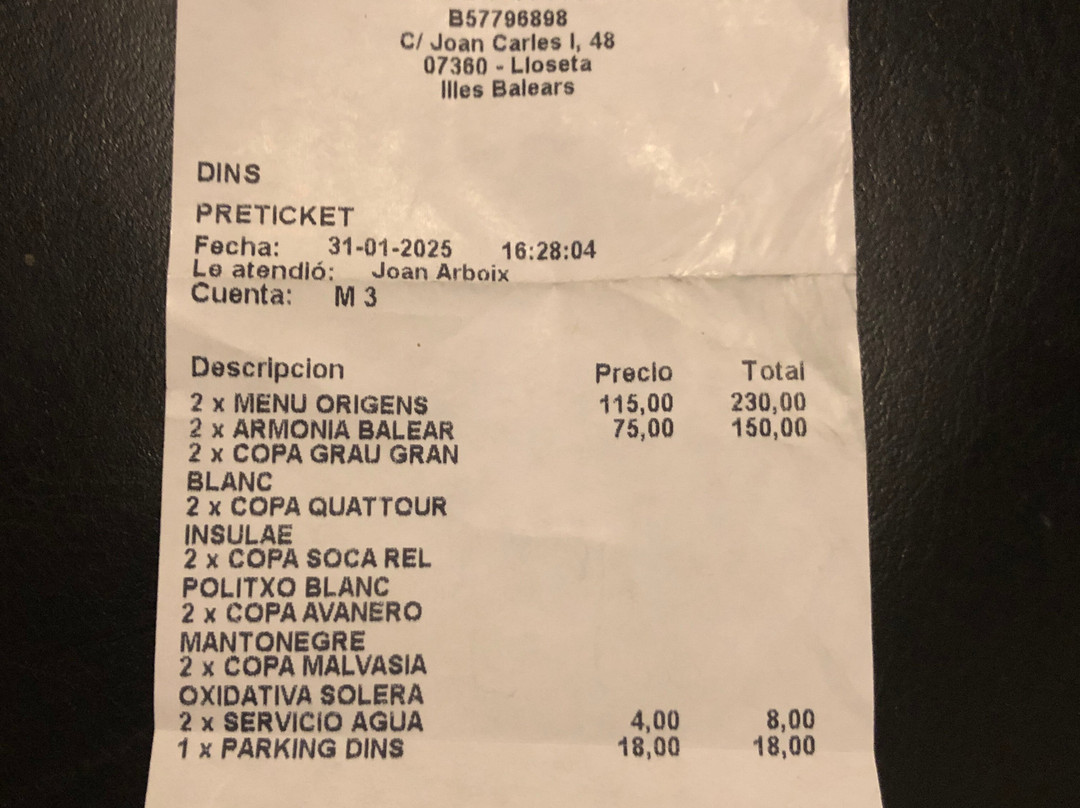 B57796898
C/ Joan Carles I, 48
07360 - Lloseta
Illes Balears
DINS
PRETICKET
Fecha: 31-01-2025 16:28:04
Le atendió: Joan Arboix
Cuenta: M 3
Descripcion Precio Total
2 x MENU ORIGENS 115,00 230,00
2 x ARMONIA BALEAR 75,00 150,00
2 x COPA GRAU GRAN
BLANC
2 x COPA QUATTOUR
INSULAE
2 x COPA SOCA REL
POLITXO BLANC
2 x COPA AVANERO
MANTONEGRE
2 x COPA MALVASIA
OXIDATIVA SOLERA
2 x SERVICIO AGUA 4,00 8,00
1 x PARKING DINS 18,00 18,00